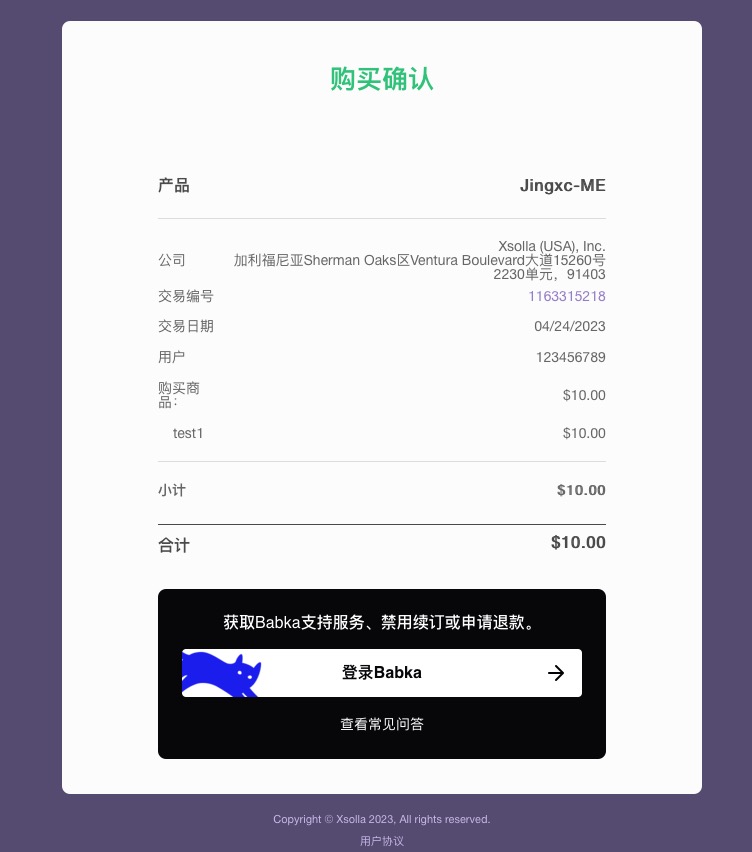 购买确认
产品 Jingxc-ME
Xsolla (USA), Inc.
公司 加利福尼亚Sherman Oaks区Ventura Boulevard大道15260号
2230单元，91403
交易编号 1163315218
交易日期 04/24/2023
用户 123456789
购买商
品： $10.00
test1 $10.00
小计 $10.00
合计 $10.00
获取Babka支持服务、禁用续订或申请退款。
登录Babka
查看常见问答
Copyright © Xsolla 2023, All rights reserved.
用户协议